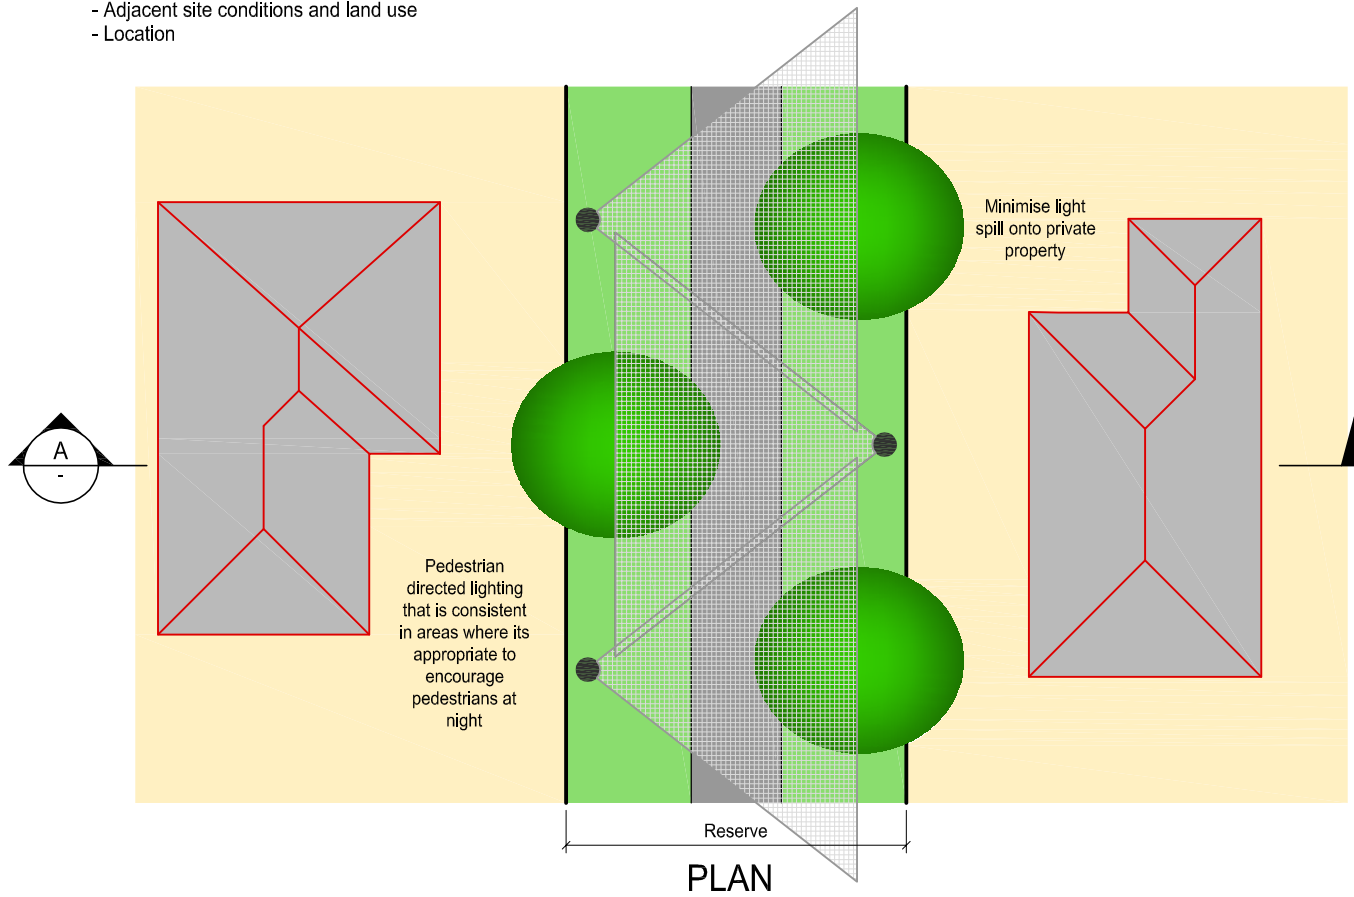 - Adjacent site conditions and land use
- Location
Minimise light
spill onto private
property
A
-
Pedestrian
directed lighting
that is consistent
in areas where its
appropriate to
encourage
pedestrians at
night
Reserve
PLAN